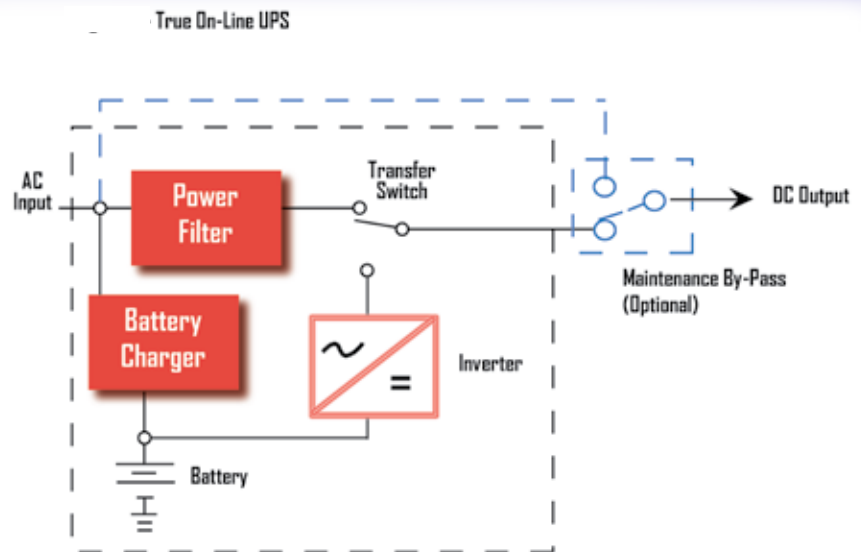 True On-Line UPS
AC
Input
Power
Filter
Transfer
Switch
DC Output
Maintenance By-Pass
(Optional)
Battery
Charger
Inverter
Battery